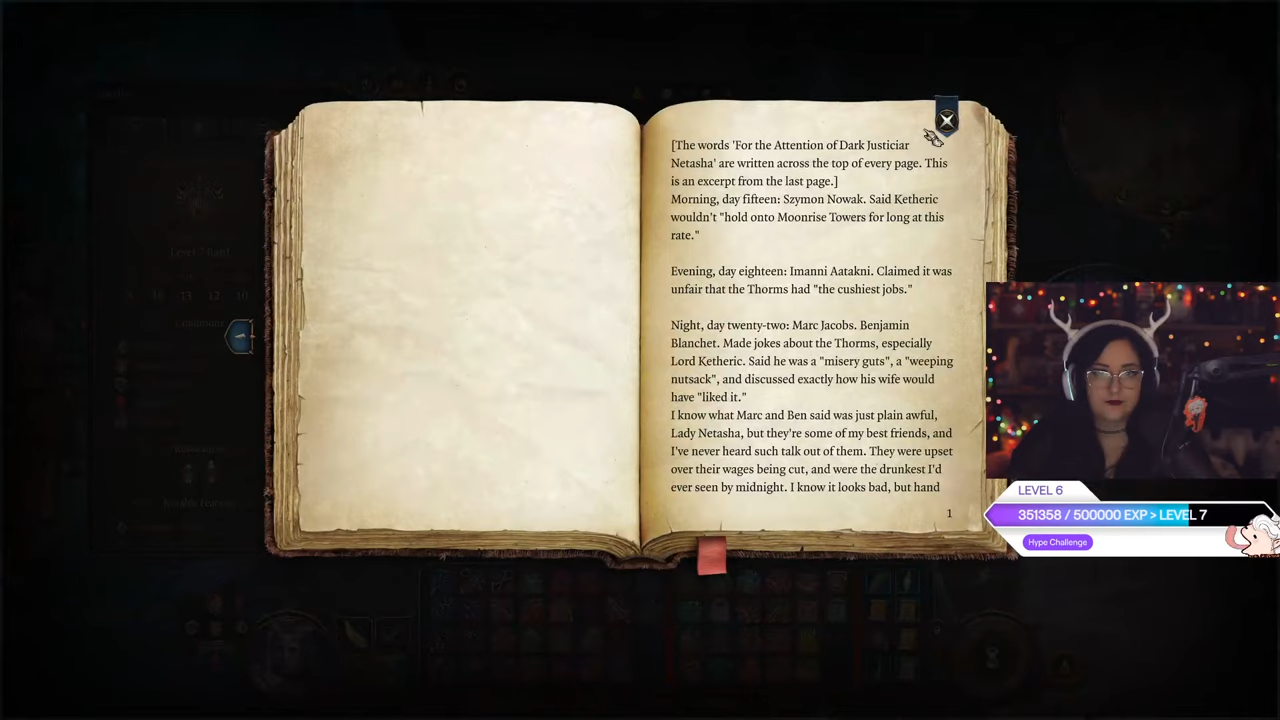 [The words 'For the Attention of Dark Justiciar
Netasha' are written across the top of every page. This
is an excerpt from the last page.]
Morning, day fifteen: Szymon Nowak. Said Ketheric
wouldn't "hold onto Moonrise Towers for long at this
rate."
Evening, day eighteen: Imanni Aatakni. Claimed it was
unfair that the Thorms had "the cushiest jobs."
Night, day twenty-two: Marc Jacobs. Benjamin
Blanchet. Made jokes about the Thorms, especially
Lord Ketheric. Said he was a "misery guts", a "weeping
nutsack", and discussed exactly how his wife would
have "liked it."
I know what Marc and Ben said was just plain awful,
Lady Netasha, but they're some of my best friends, and
I've never heard such talk out of them. They were upset
over their wages being cut, and were the drunkest I'd
ever seen by midnight. I know it looks bad, but hand
1
Level 7 Bard
LEVEL 6
351358 / 500000 EXP > LEVEL 7
Hype Challenge